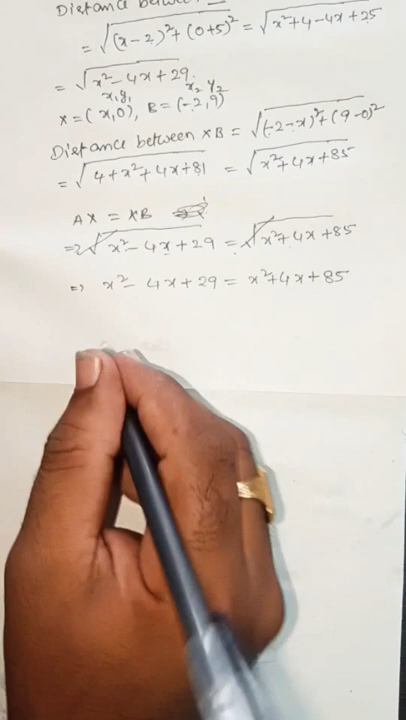 Distance between
= √(x-2)²+(0+5)² = √x²+4-4x+25
= √x²-4x+29.
x₁y₁ x₂ y₂
X=(x,0), B=(-2,9)
Distance between XB = √(-2-x)²+(9-0)²
= √4+x²+4x+81 = √x²+4x+85
AX = XB
=> √x²-4x+29 = √x²+4x+85
=> x²-4x+29 = x²+4x+85